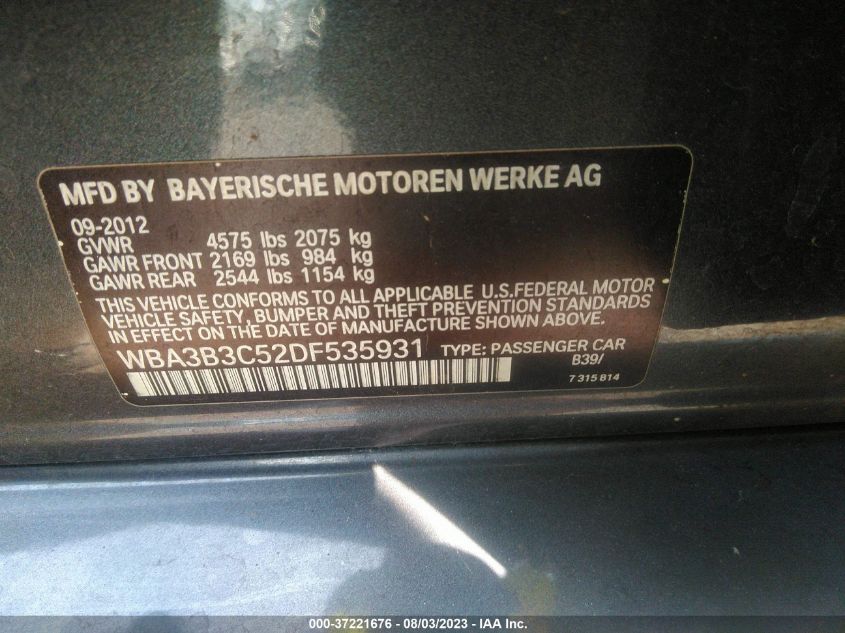 MFD BY BAYERISCHE MOTOREN WERKE AG
09-2012
GVWR 4575 lbs 2075 kg
GAWR FRONT 2169 lbs 984 kg
GAWR REAR 2544 lbs 1154 kg
THIS VEHICLE CONFORMS TO ALL APPLICABLE U.S.FEDERAL MOTOR
VEHICLE SAFETY, BUMPER AND THEFT PREVENTION STANDARDS
IN EFFECT ON THE DATE OF MANUFACTURE SHOWN ABOVE.
WBA3B3C52DF535931 TYPE: PASSENGER CAR
B39/
7 315 814
000-37221676 - 08/03/2023 - IAA Inc.